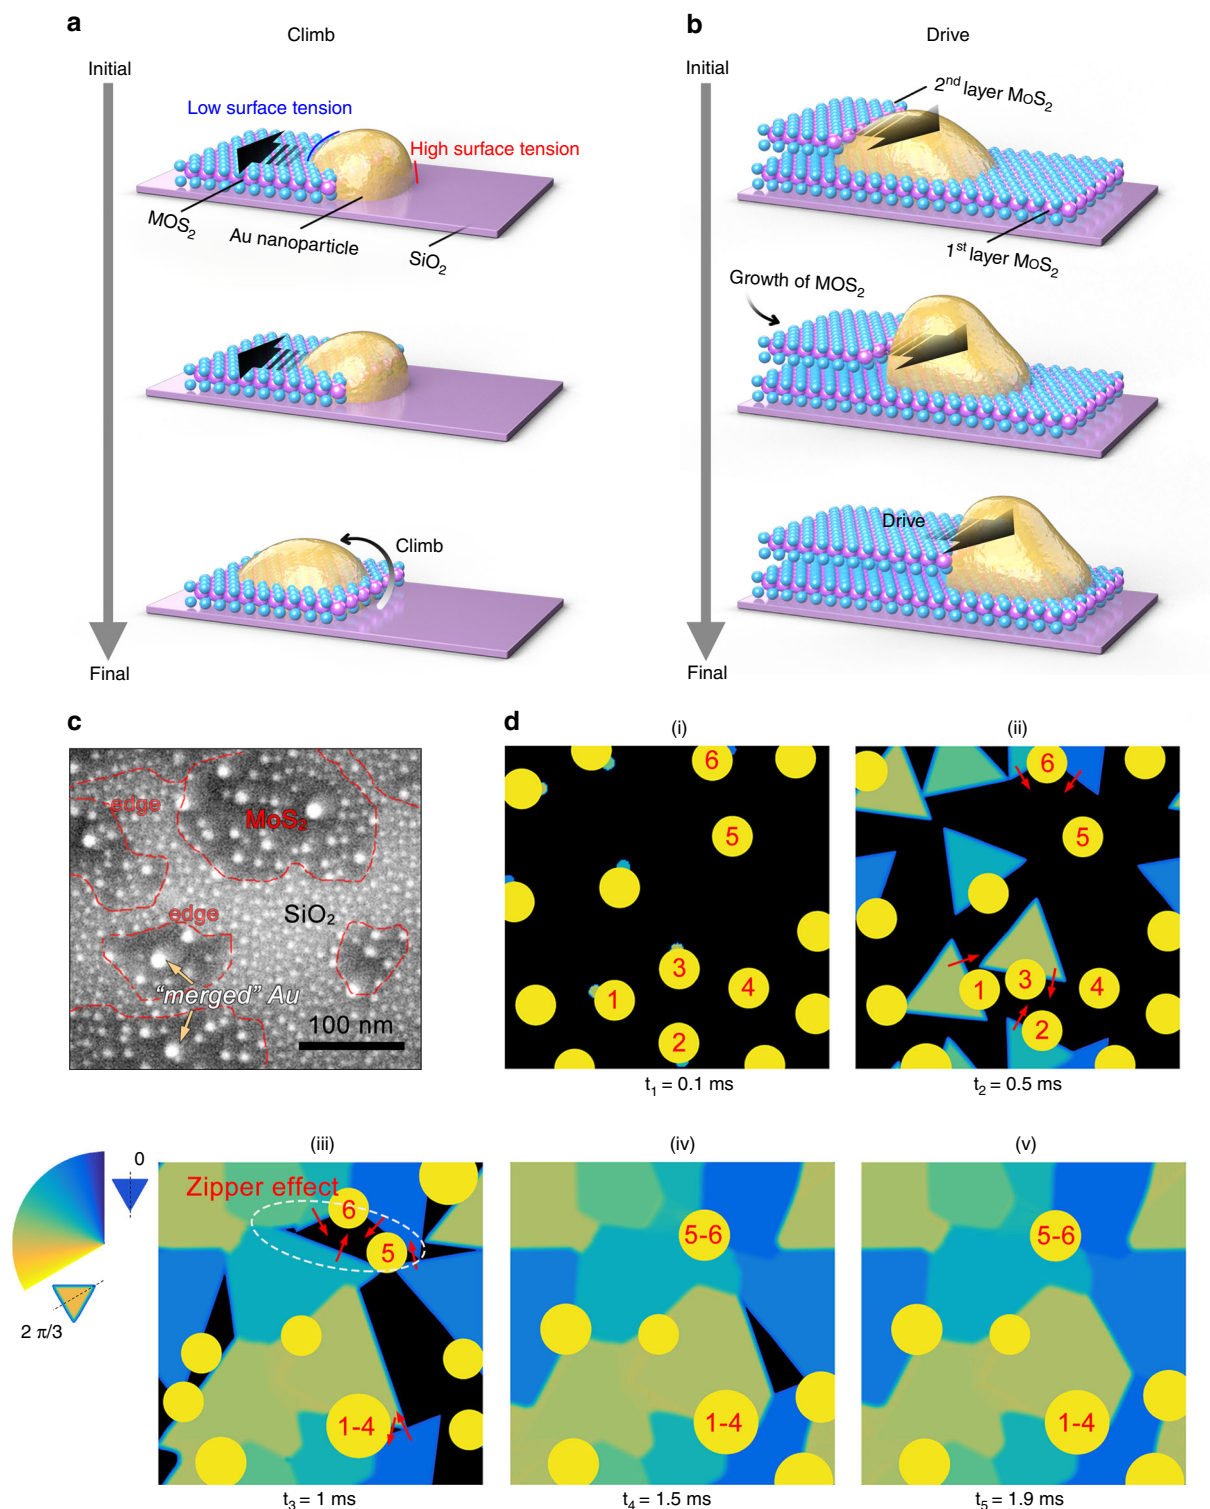 a
Climb
Initial
Low surface tension
High surface tension
MOS2
Au nanoparticle
SiO2
Climb
Final
b
Drive
Initial
2nd layer MoS2
1st layer MoS2
Growth of MOS2
Drive
Final
c
edge
MoS2
SiO2
edge
"merged" Au
100 nm
d
(i)
6
5
3
4
1
2
t1 = 0.1 ms
(ii)
6
5
3
1
4
2
t2 = 0.5 ms
0
2 π/3
(iii)
Zipper effect
6
5
1-4
t3 = 1 ms
(iv)
5-6
1-4
t4 = 1.5 ms
(v)
5-6
1-4
t5 = 1.9 ms